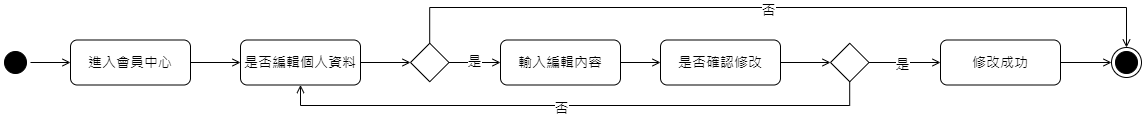 否
進入會員中心
是否編輯個人資料
是
輸入編輯內容
是否確認修改
是
修改成功
否